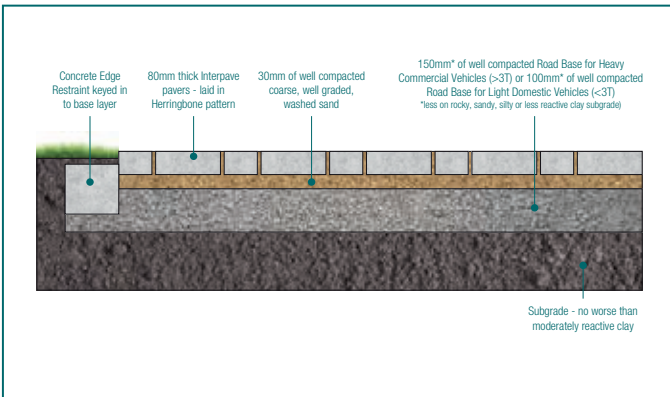 Concrete Edge
Restraint keyed in
to base layer
80mm thick Interpave
pavers - laid in
Herringbone pattern
30mm of well compacted
coarse, well graded,
washed sand
150mm* of well compacted Road Base for Heavy
Commercial Vehicles (>3T) or 100mm* of well compacted
Road Base for Light Domestic Vehicles (<3T)
*less on rocky, sandy, silty or less reactive clay subgrade)
Subgrade - no worse than
moderately reactive clay